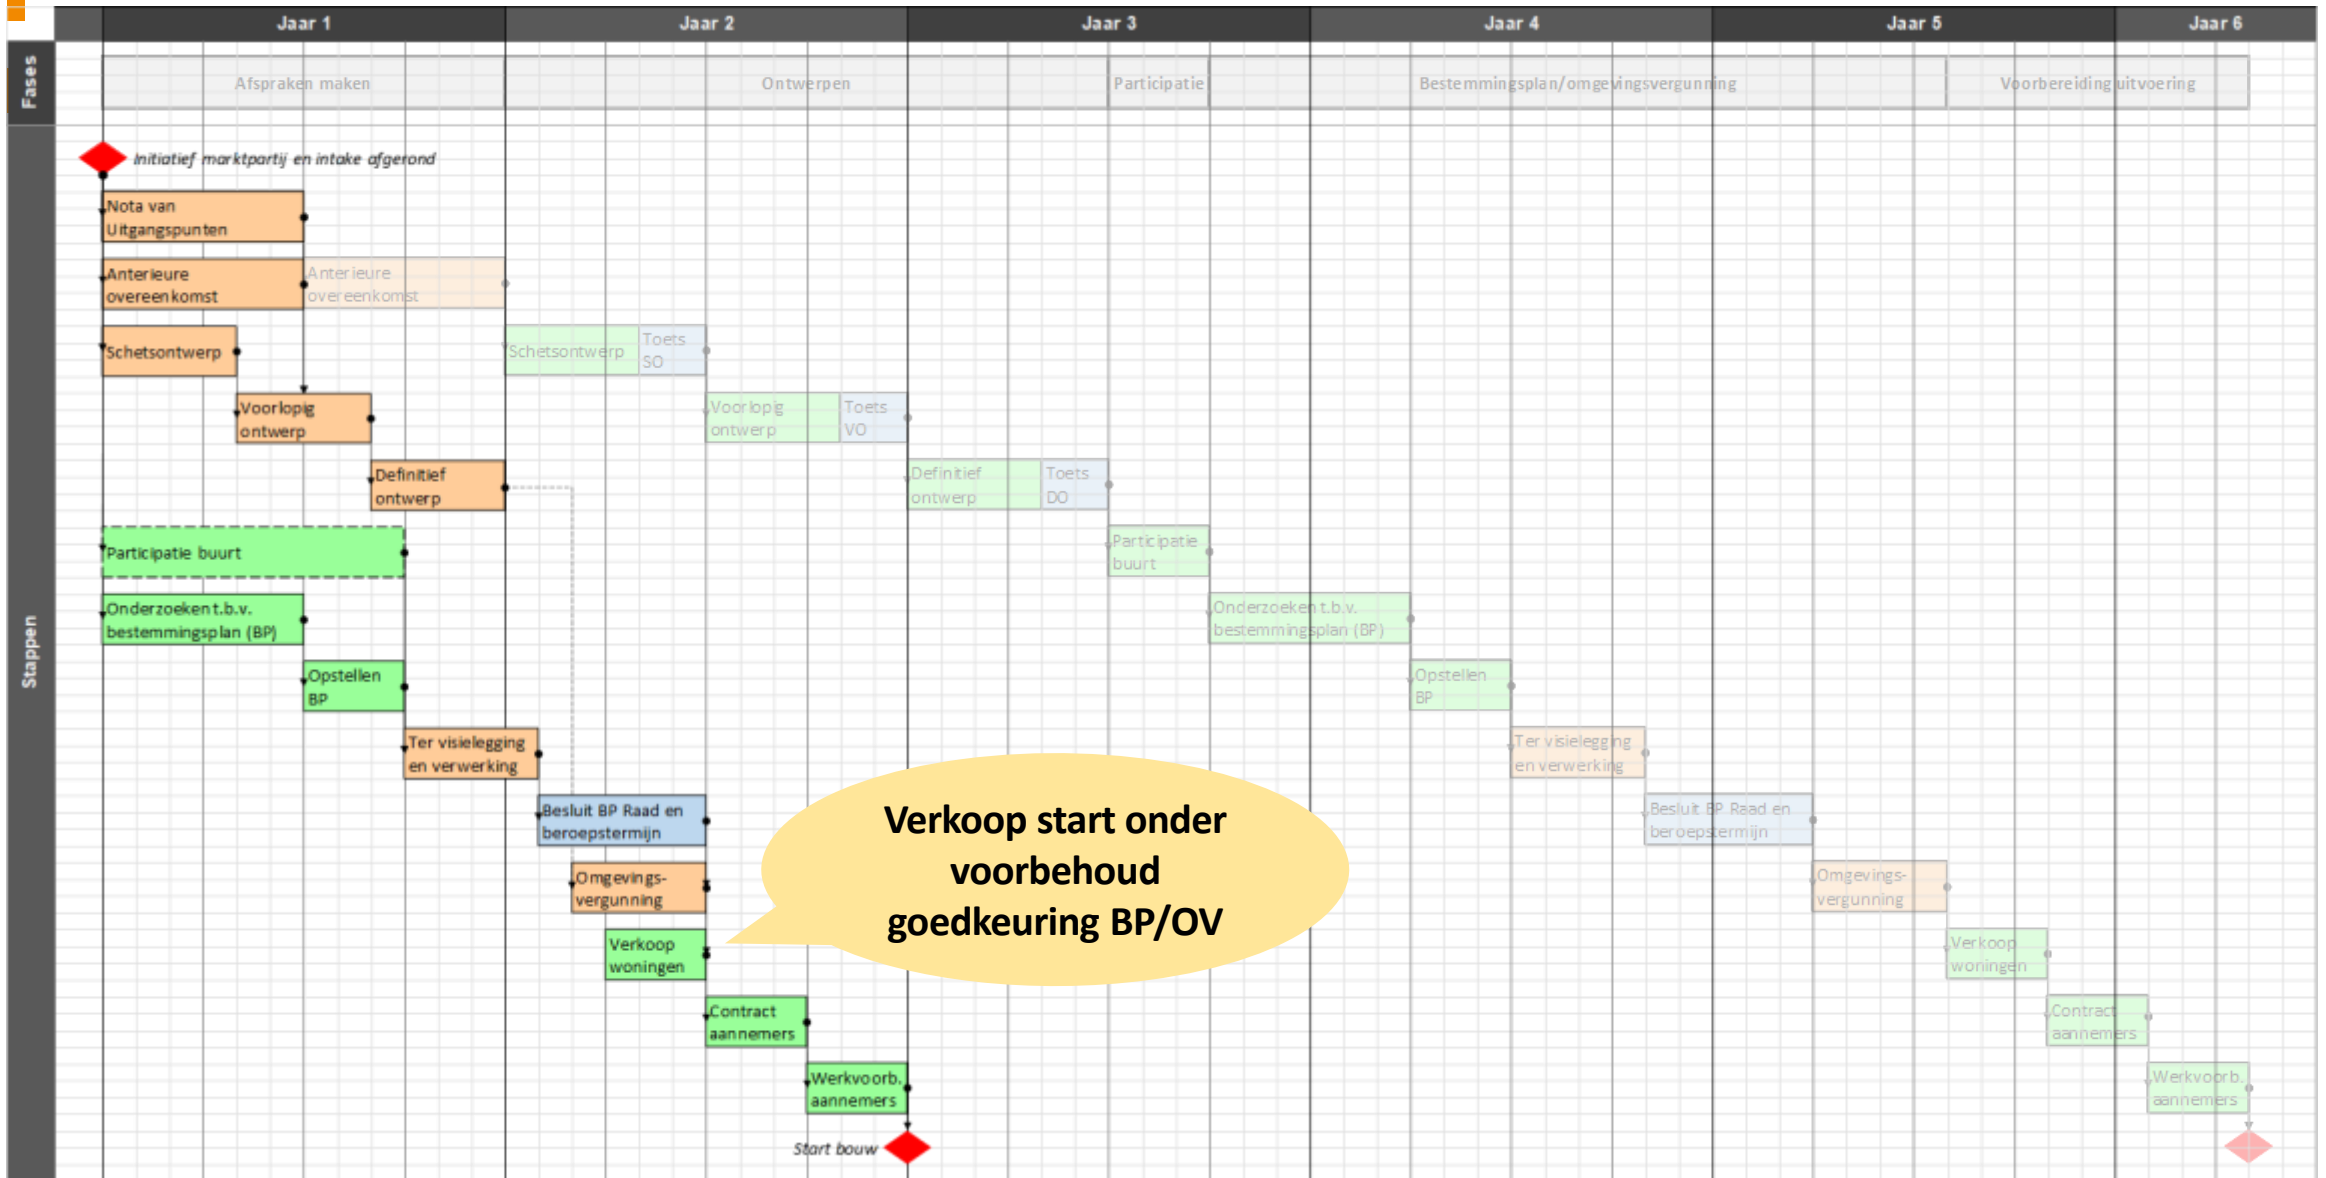 Jaar 1
Jaar 2
Jaar 3
Jaar 4
Jaar 5
Jaar 6
Fases
Afspraken maken
Ontwerpen
Participatie
Bestemmingsplan/omgevingsvergunning
Voorbereiding uitvoering
Stappen
Initiatief marktpartij en intake afgerond
Nota van
Uitgangspunten
Anterieure
overeenkomst
Anterieure
overeenkomst
Schetsontwerp
Schetsontwerp
Toets
SO
Voorlopig
ontwerp
Voorlopig
ontwerp
Toets
VO
Definitief
ontwerp
Definitief
ontwerp
Toets
DO
Participatie buurt
Participatie
buurt
Onderzoeken t.b.v.
bestemmingsplan (BP)
Onderzoeken t.b.v.
bestemmingsplan (BP)
Opstellen
BP
Opstellen
BP
Ter visielegging
en verwerking
Ter visielegging
en verwerking
Besluit BP Raad en
beroepstermijn
Besluit BP Raad en
beroepstermijn
Verkoop start onder
voorbehoud
goedkeuring BP/OV
Omgevings-
vergunning
Omgevings-
vergunning
Verkoop
woningen
Verkoop
woningen
Contract
aannemers
Contract
aannemers
Werkvoorb.
aannemers
Werkvoorb.
aannemers
Start bouw